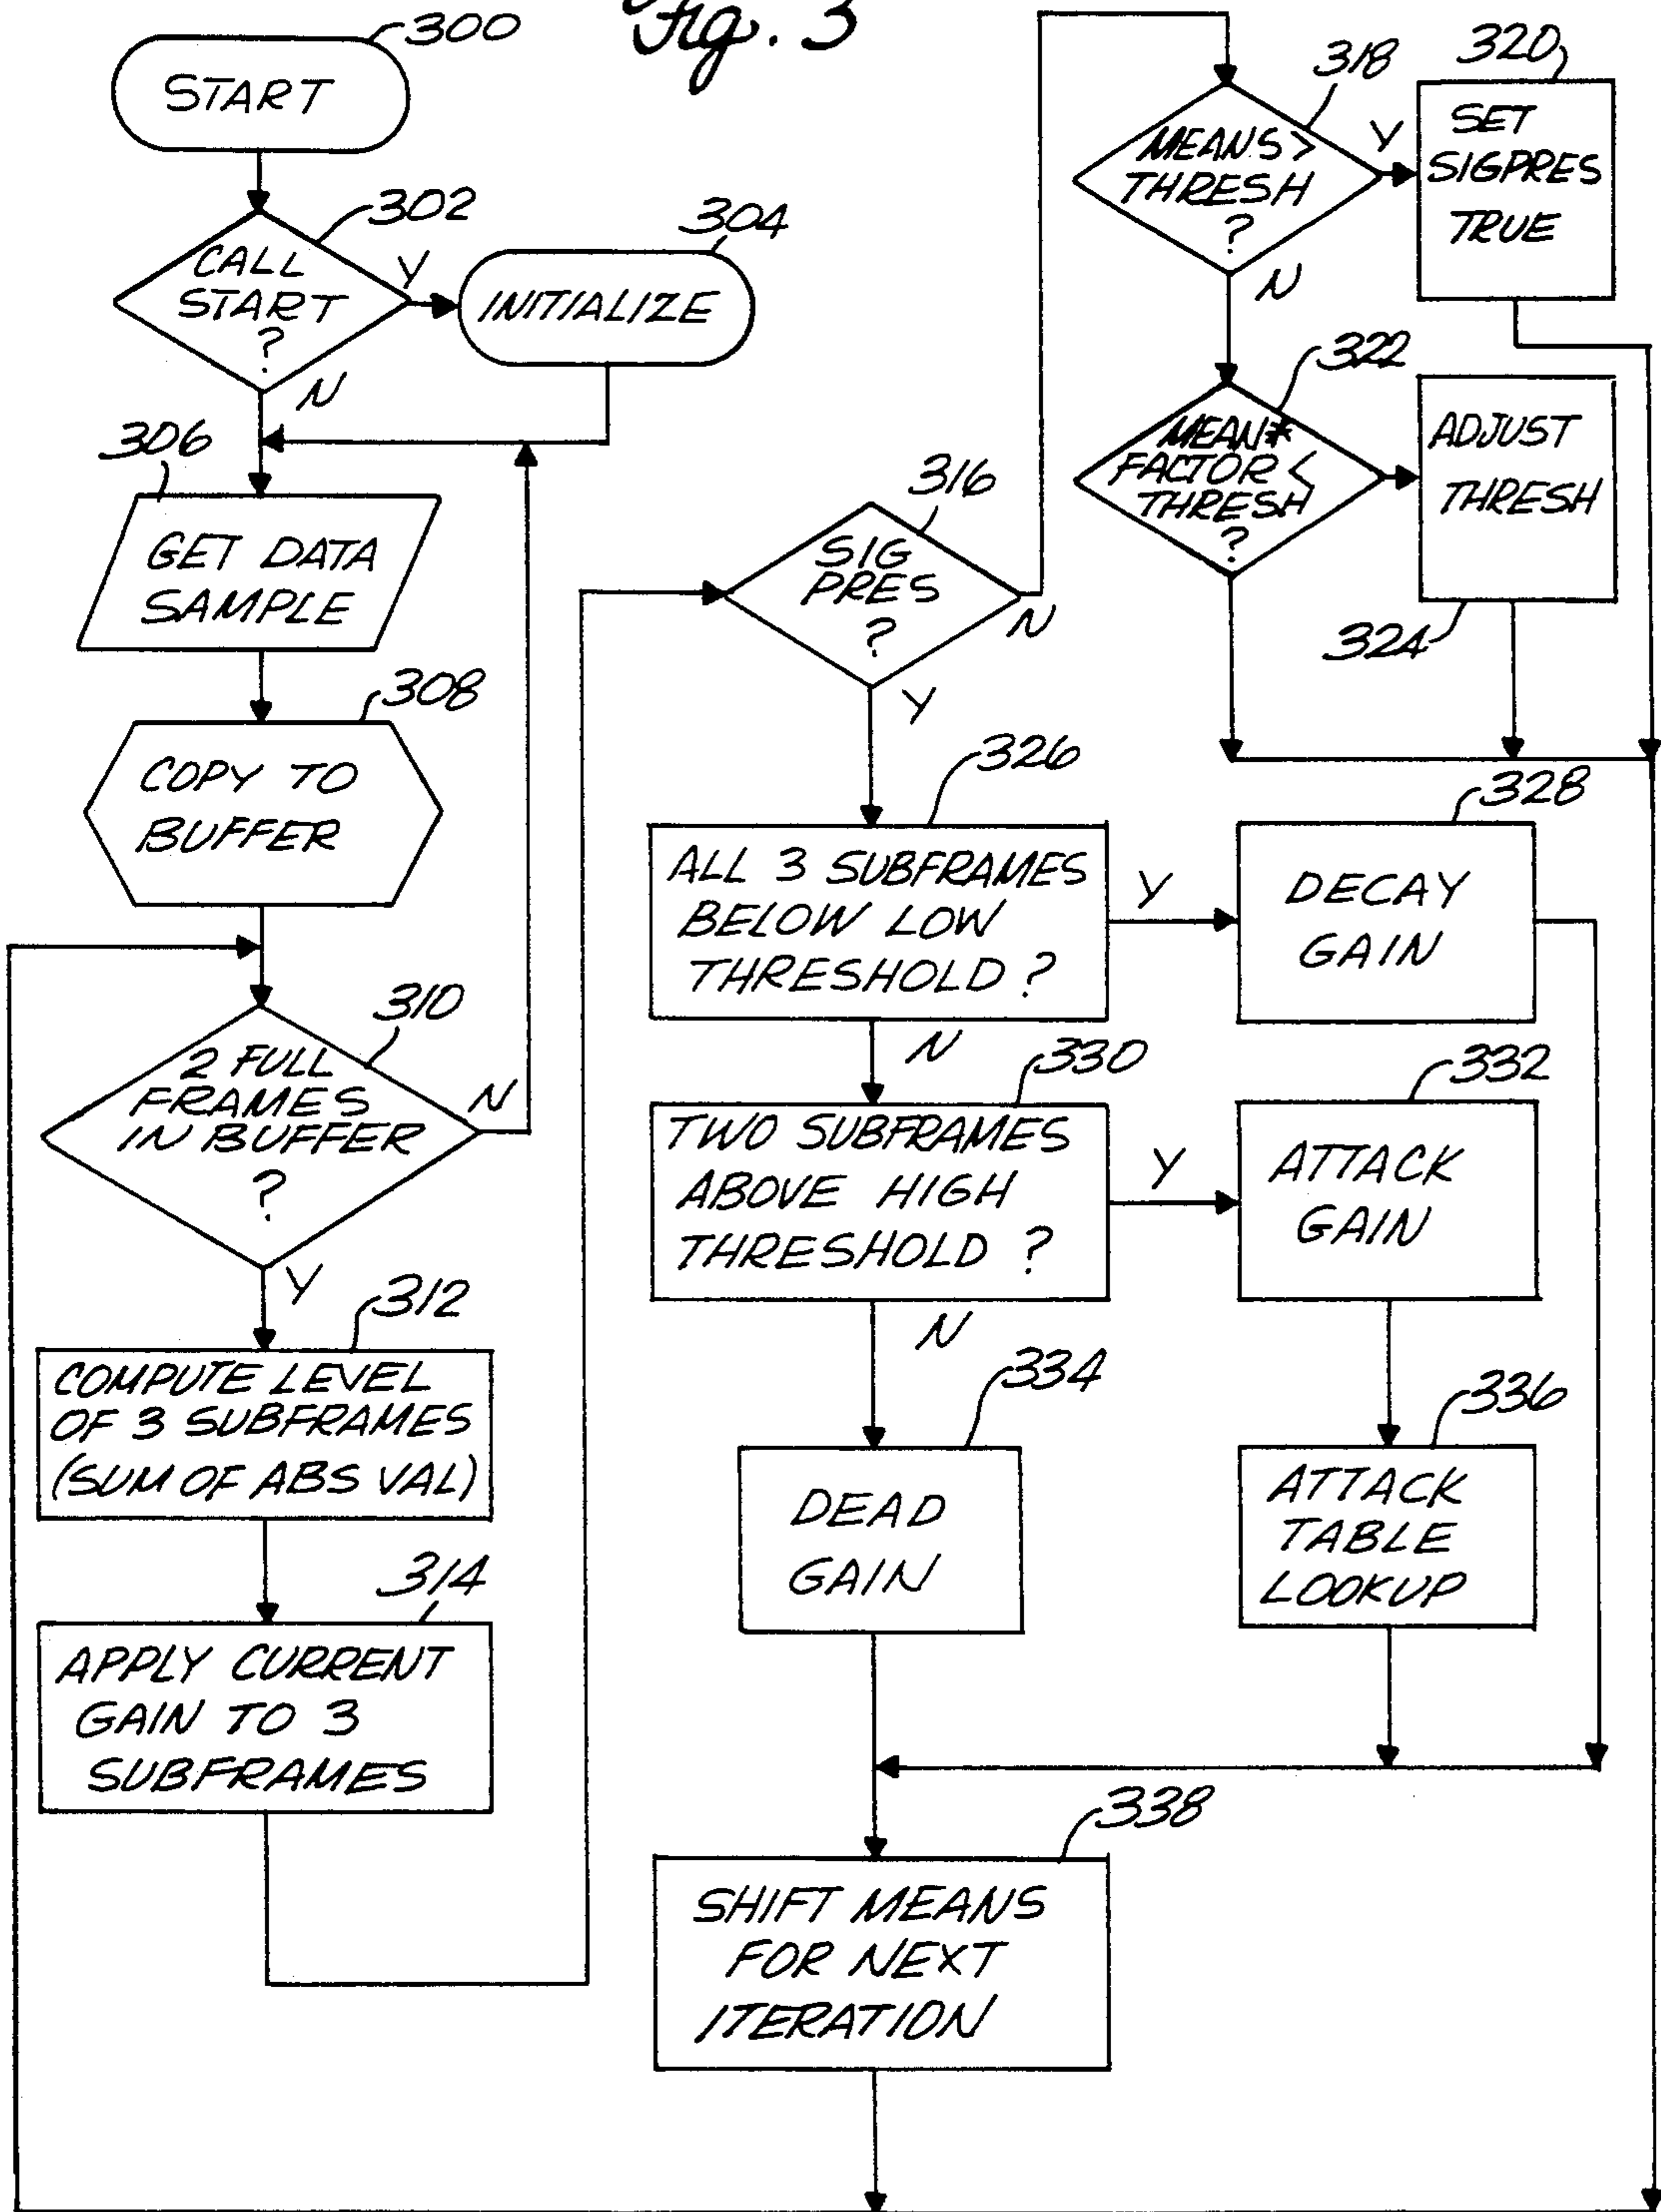 Fig. 3
300
START
302
CALL
START
?
Y
N
304
INITIALIZE
306
GET DATA
SAMPLE
308
COPY TO
BUFFER
310
2 FULL
FRAMES
IN BUFFER
?
N
Y
312
COMPUTE LEVEL
OF 3 SUBFRAMES
(SUM OF ABS VAL)
314
APPLY CURRENT
GAIN TO 3
SUBFRAMES
316
SIG
PRES
?
N
Y
318
MEANS >
THRESH
?
Y
N
320
SET
SIGPRES
TRUE
322
MEAN*
FACTOR <
THRESH
?
ADJUST
THRESH
324
326
ALL 3 SUBFRAMES
BELOW LOW
THRESHOLD ?
Y
N
328
DECAY
GAIN
330
TWO SUBFRAMES
ABOVE HIGH
THRESHOLD ?
Y
N
332
ATTACK
GAIN
334
DEAD
GAIN
336
ATTACK
TABLE
LOOKUP
338
SHIFT MEANS
FOR NEXT
ITERATION